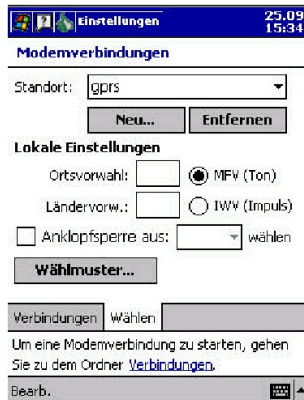 Einstellungen 25.09
15:34
Modemverbindungen
Standort: gprs
Neu... Entfernen
Lokale Einstellungen
Ortsvorwahl: MFV (Ton)
Ländervorw.: IWV (Impuls)
Anklopfsperre aus: wählen
Wählmuster...
Verbindungen Wählen
Um eine Modemverbindung zu starten, gehen
Sie zu dem Ordner Verbindungen.
Bearb.